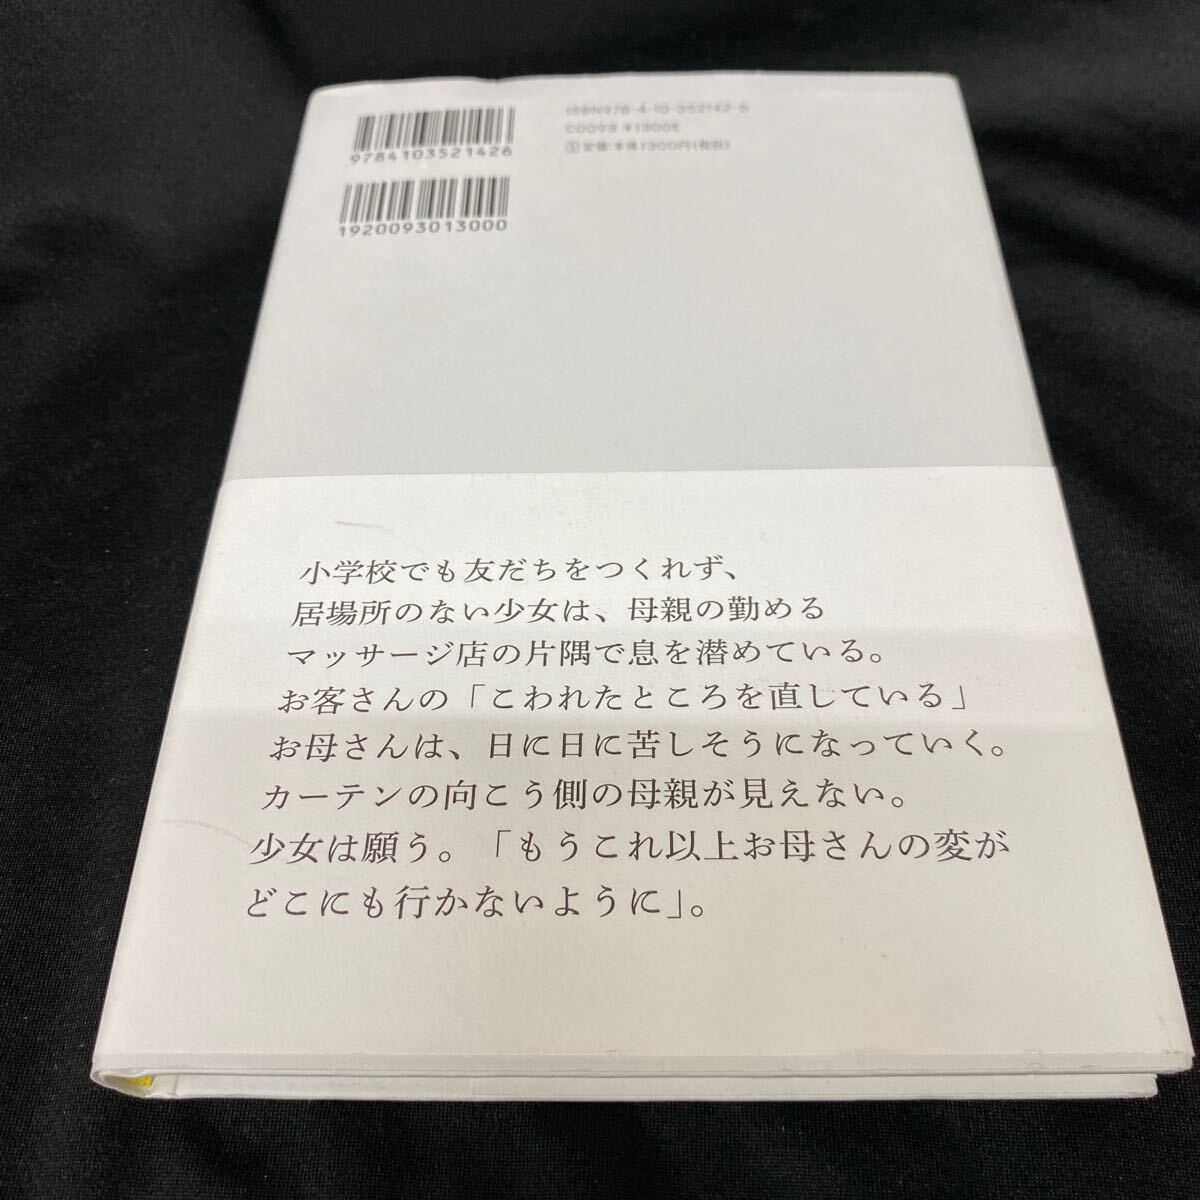 ISBN978-4-10-352142-6
C0093 ¥1300E
①定価:本体1300円(税別)
9784103521426
1920093013000
小学校でも友だちをつくれず、
居場所のない少女は、母親の勤める
マッサージ店の片隅で息を潜めている。
お客さんの「こわれたところを直している」
お母さんは、日に日に苦しそうになっていく。
カーテンの向こう側の母親が見えない。
少女は願う。「もうこれ以上お母さんの変が
どこにも行かないように」。